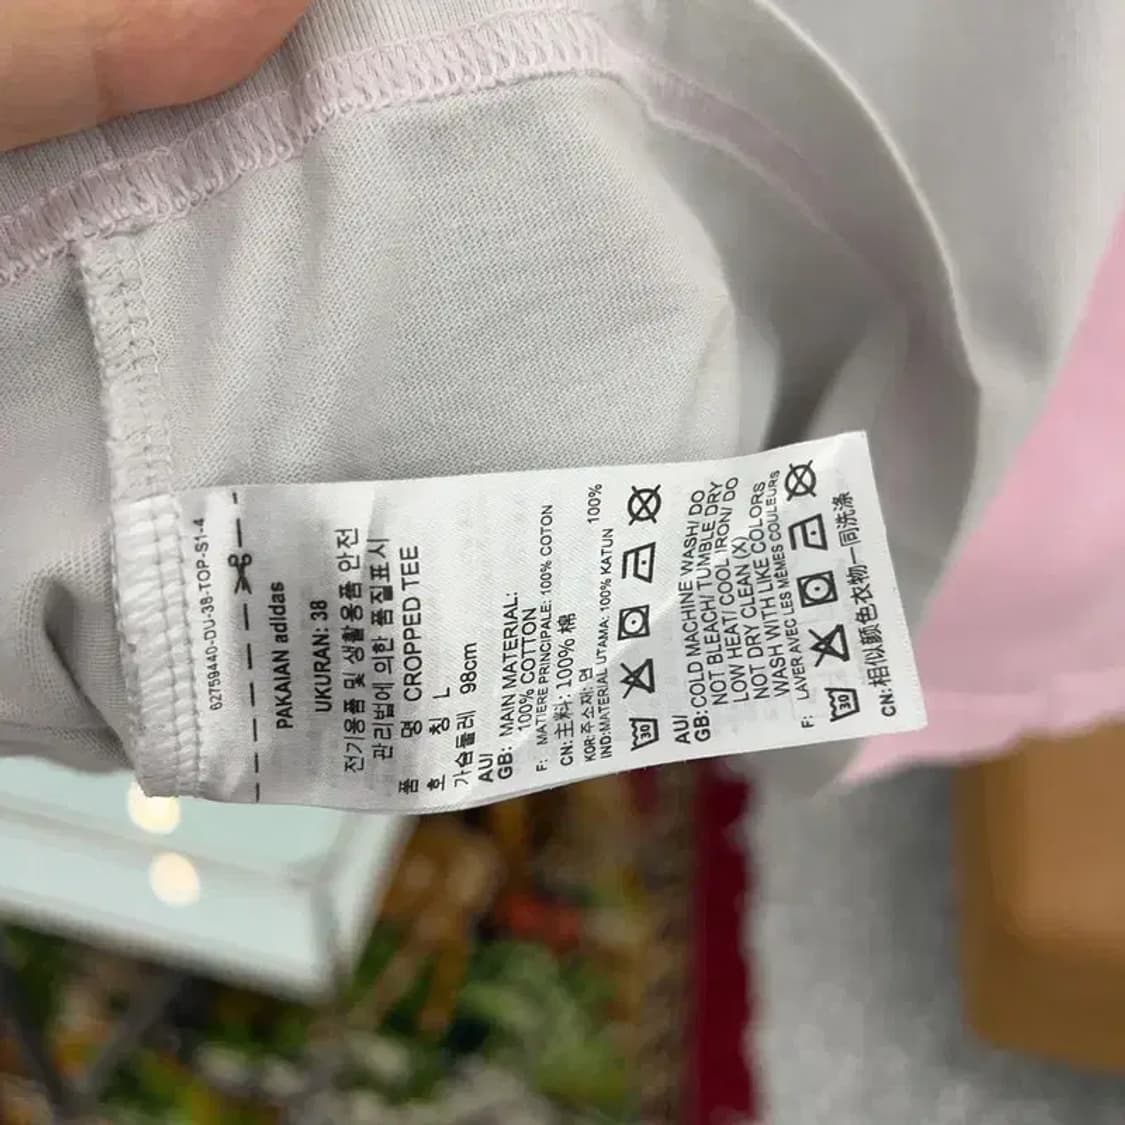 62759440-DU-38-TOP-S1-4
PAKAIAN adidas
UKURAN: 38
전기용품 및 생활용품 안전
관리법에 의한 품질표시
품 명 CROPPED TEE
호 칭 L
가슴둘레 98cm
AU/
GB: MAIN MATERIAL:
100% COTTON
F: MATIÈRE PRINCIPALE: 100% COTON
CN: 主料: 100% 棉
KOR: 주소재: 면 100%
IND: MATERIAL UTAMA: 100% KATUN
30
AU/
GB: COLD MACHINE WASH/ DO
NOT BLEACH/ TUMBLE DRY
LOW HEAT/ COOL IRON/ DO
NOT DRY CLEAN (X)
WASH WITH LIKE COLORS
F: LAVER AVEC LES MÊMES COULEURS
30
CN: 相似颜色衣物一同洗涤